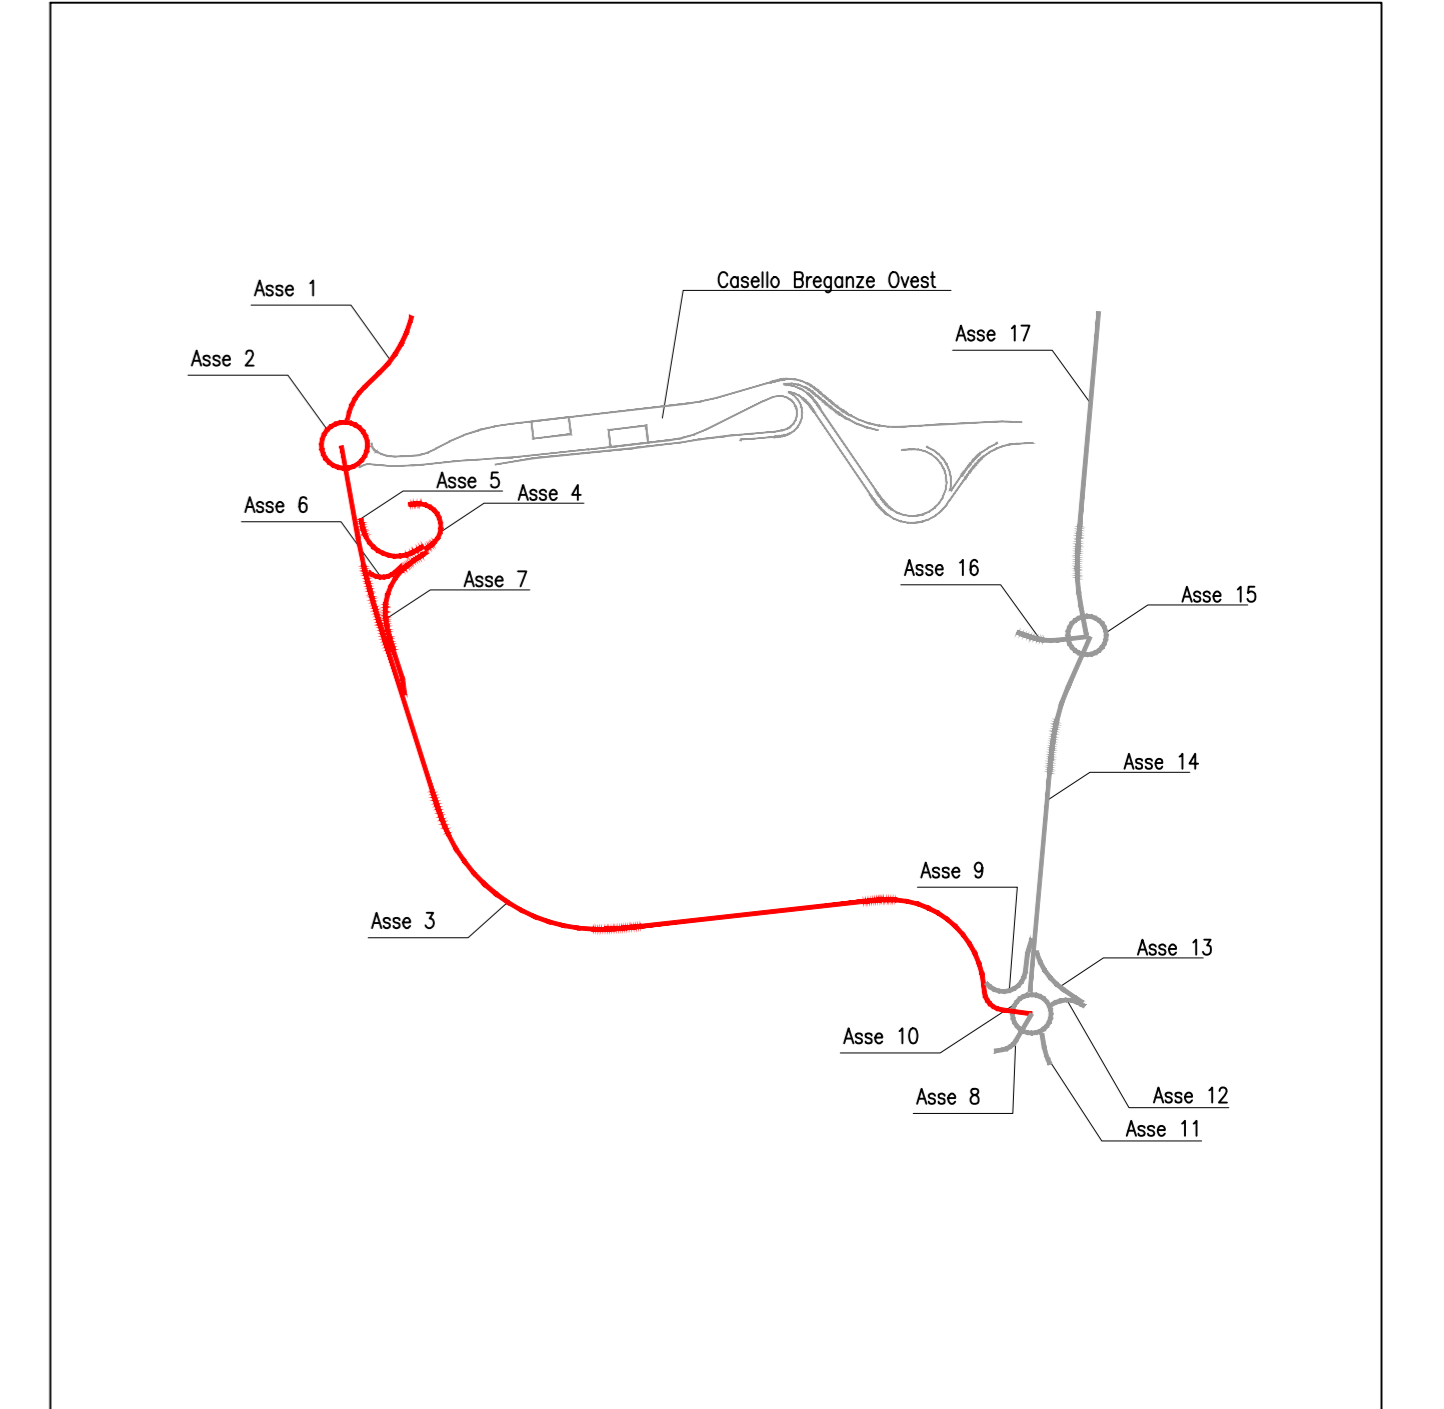 Casello Breganze Ovest
Asse 1
Asse 17
Asse 2
Asse 5
Asse 4
Asse 6
Asse 7
Asse 16
Asse 15
Asse 14
Asse 9
Asse 3
Asse 13
Asse 10
Asse 8
Asse 12
Asse 11